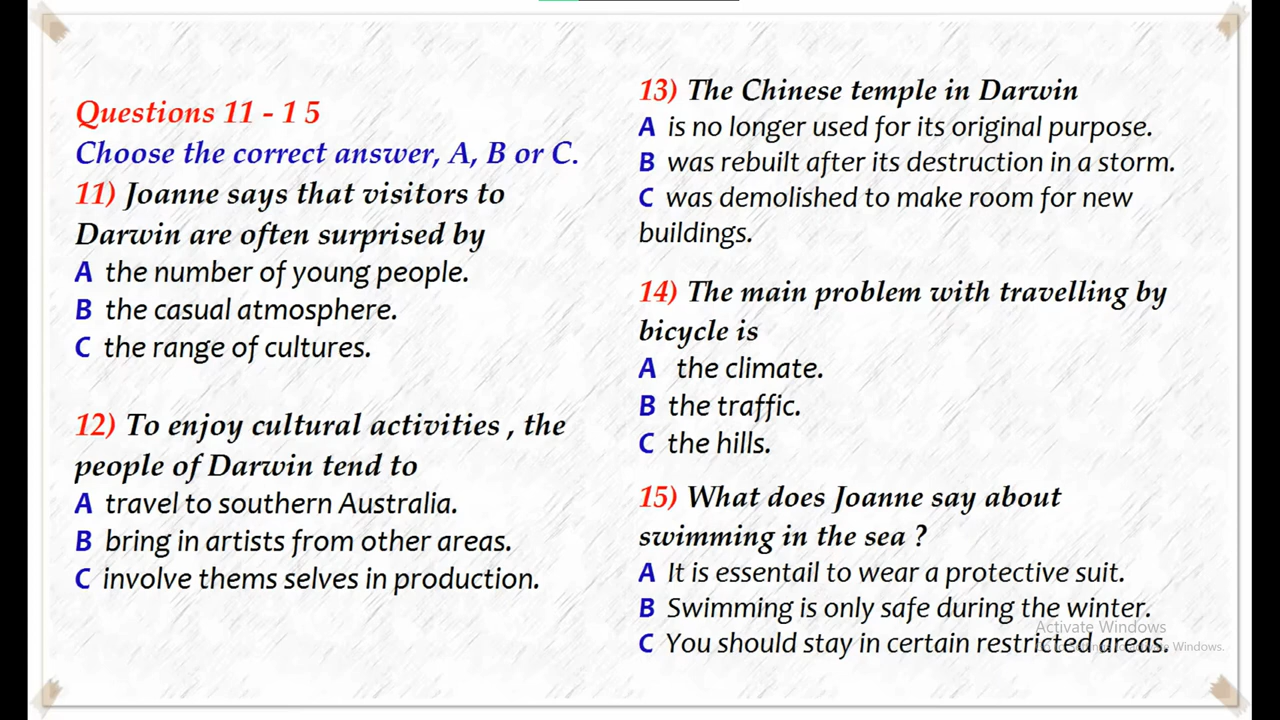 Questions 11 - 1 5
Choose the correct answer, A, B or C.
11) Joanne says that visitors to
Darwin are often surprised by
A the number of young people.
B the casual atmosphere.
C the range of cultures.
12) To enjoy cultural activities , the
people of Darwin tend to
A travel to southern Australia.
B bring in artists from other areas.
C involve thems selves in production.
13) The Chinese temple in Darwin
A is no longer used for its original purpose.
B was rebuilt after its destruction in a storm.
C was demolished to make room for new
buildings.
14) The main problem with travelling by
bicycle is
A the climate.
B the traffic.
C the hills.
15) What does Joanne say about
swimming in the sea ?
A It is essentail to wear a protective suit.
B Swimming is only safe during the winter.
Activate Windows
C You should stay in certain restricted areas.
Windows.